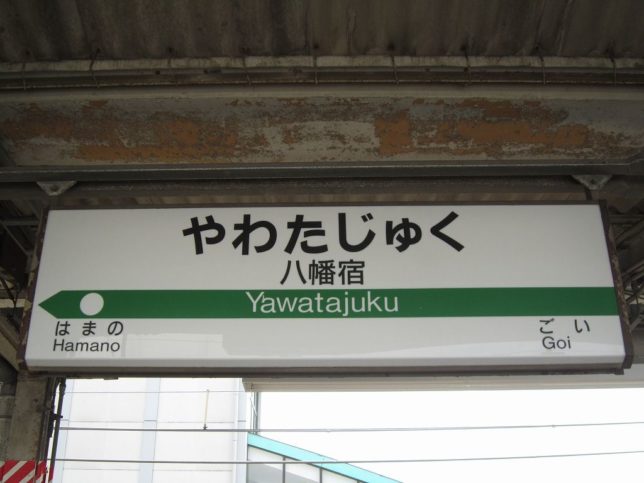 やわたじゅく
八幡宿
Yawatajuku
はまの
Hamano
ごい
Goi